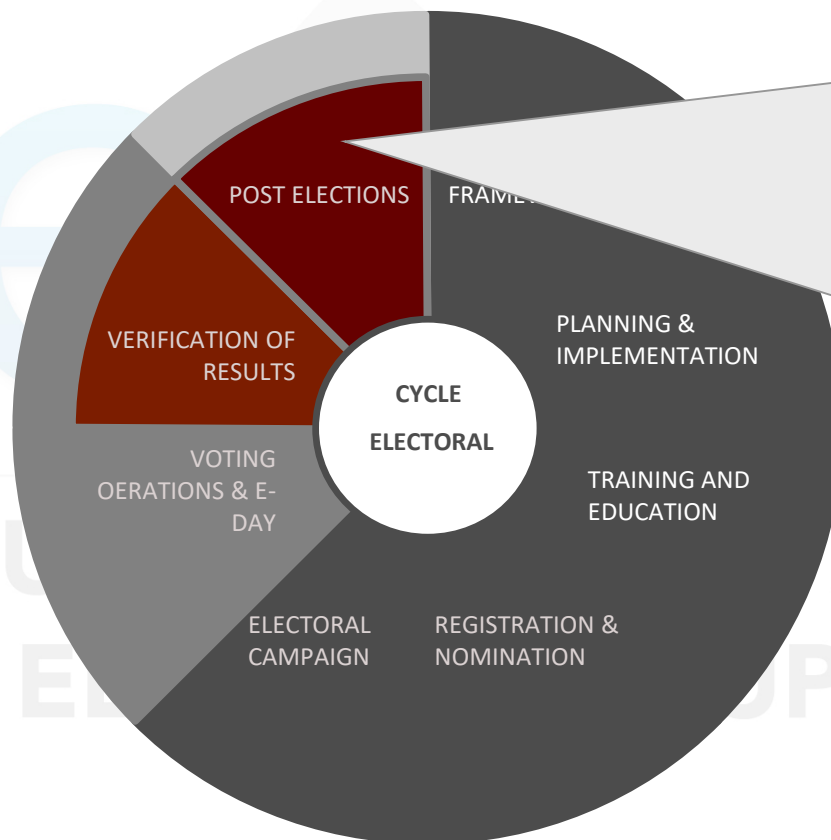 POST ELECTIONS
PLANNING &
IMPLEMENTATION
VERIFICATION OF
RESULTS
CYCLE
ELECTORAL
VOTING
OERATIONS & E-
DAY
TRAINING AND
EDUCATION
ELECTORAL
CAMPAIGN
REGISTRATION &
NOMINATION